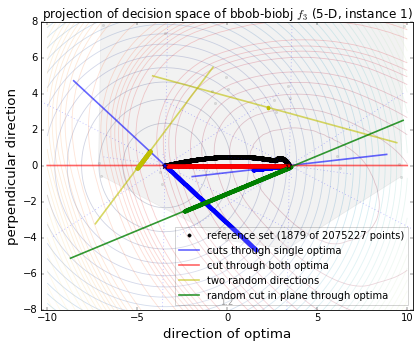 projection of decision space of bbob-biobj f₃ (5-D, instance 1)
8
6
4
2
0
−2
−4
−6
−8
perpendicular direction
reference set (1879 of 2075227 points)
cuts through single optima
cut through both optima
two random directions
random cut in plane through optima
−10
−5
0
5
10
direction of optima